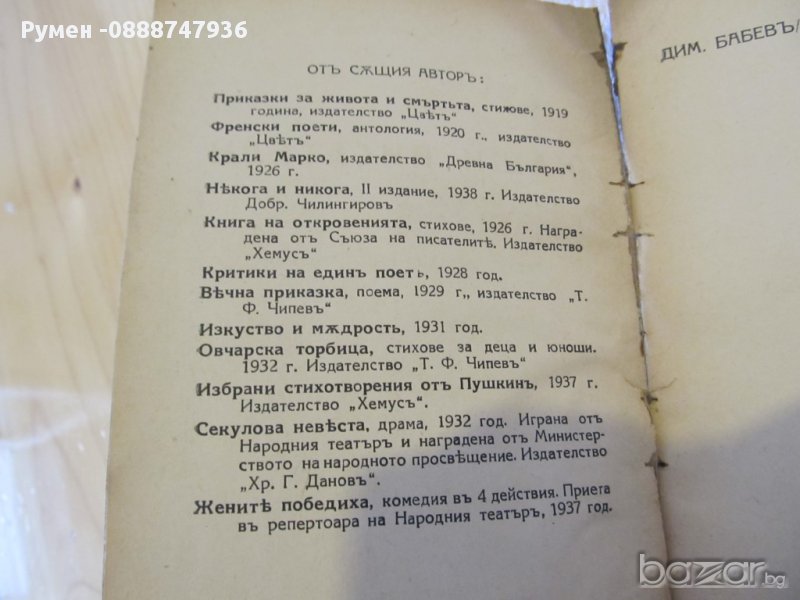 Румен -0888747936
ОТЪ СѪЩИЯ АВТОРЪ:
Приказки за живота и смъртьта, стихове, 1919
година, издателство „Цвѣтъ“
Френски поети, антология, 1920 г., издателство
„Цвѣтъ“
Крали Марко, издателство „Древна България“,
1926 г.
Нѣкога и никога, II издание, 1938 г. Издателство
Добр. Чилингировъ
Книга на откровенията, стихове, 1926 г. Награ-
дена отъ Съюза на писателитѣ. Издателство
„Хемусъ“
Критики на единъ поетъ, 1928 год.
Вѣчна приказка, поема, 1929 г., издателство „Т.
Ф. Чипевъ“
Изкуство и мѫдрость, 1931 год.
Овчарска торбица, стихове за деца и юноши.
1932 г. Издателство „Т. Ф. Чипевъ“
Избрани стихотворения отъ Пушкинъ, 1937 г.
Издателство „Хемусъ“.
Секулова невѣста, драма, 1932 год. Играна отъ
Народния театъръ и наградена отъ Министер-
ството на народното просвѣщение. Издателство
„Хр. Г. Дановъ“.
Женитѣ победиха, комедия въ 4 действия. Приета
въ репертоара на Народния театъръ, 1937 год.
ДИМ. БАБЕВЪ/
bazar.bg